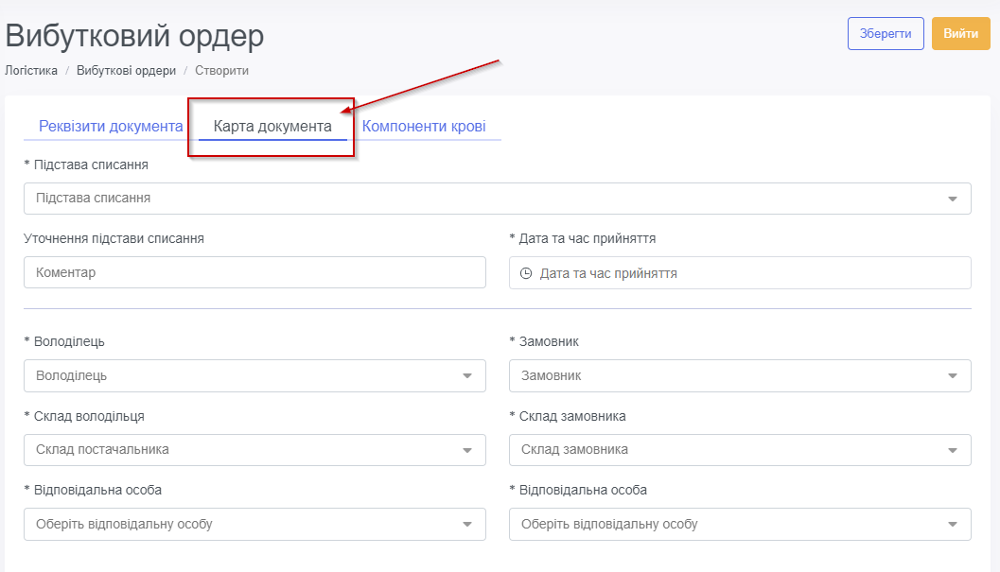 Вибутковий ордер
Зберегти
Вийти
Логістика / Вибуткові ордери / Створити
Реквізити документа
Карта документа
Компоненти крові
* Підстава списання
Підстава списання
Уточнення підстави списання
* Дата та час прийняття
Коментар
Дата та час прийняття
* Володілець
* Замовник
Володілець
Замовник
* Склад володільця
* Склад замовника
Склад постачальника
Склад замовника
* Відповідальна особа
* Відповідальна особа
Оберіть відповідальну особу
Оберіть відповідальну особу